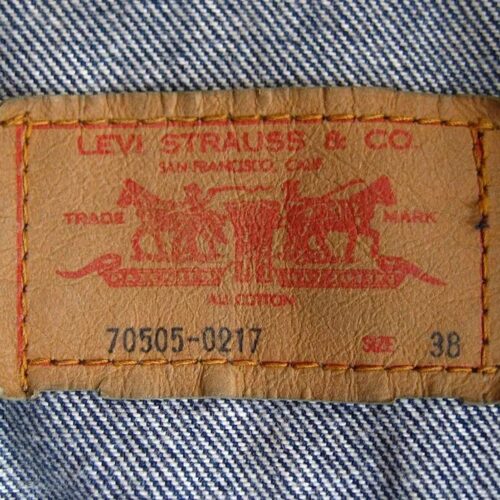 LEVI STRAUSS & CO.
SAN FRANCISCO, CALIF
TRADE MARK
ALL COTTON
70505-0217 SIZE 38